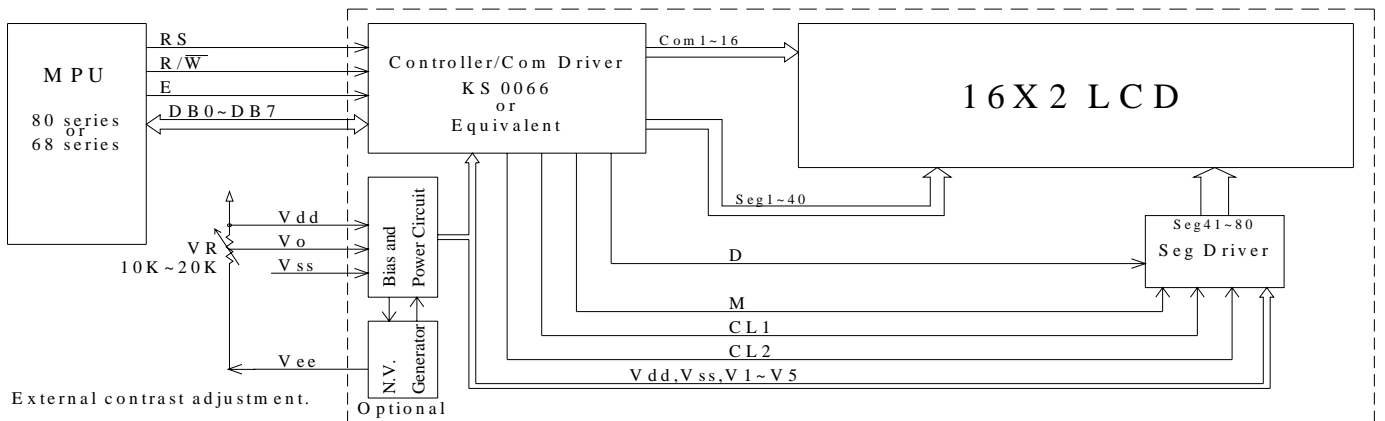 MPU
80 series
or
68 series
RS
R/W̅
E
DB0~DB7
Controller/Com Driver
KS 0066
or
Equivalent
Com1~16
16X2 LCD
Seg1~40
Seg41~80
Seg Driver
Vdd
Vo
Vss
VR
10K~20K
Bias and
Power Circuit
D
M
CL1
CL2
Vdd,Vss,V1~V5
Vee
N.V.
Generator
Optional
External contrast adjustment.